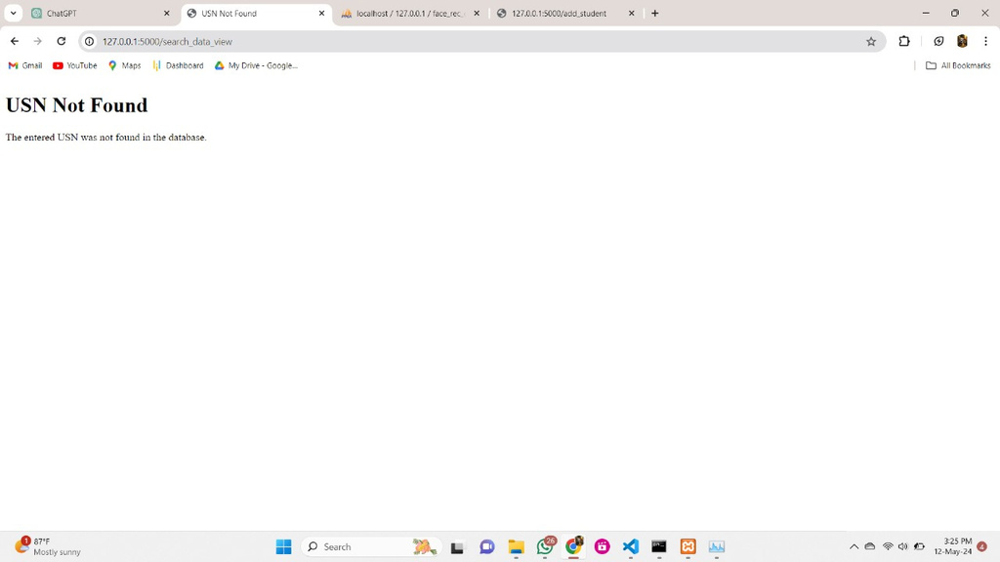 ChatGPT
USN Not Found
localhost / 127.0.0.1 / face_rec_
127.0.0.1:5000/add_student
127.0.0.1:5000/search_data_view
Gmail
YouTube
Maps
Dashboard
My Drive - Google...
All Bookmarks
USN Not Found
The entered USN was not found in the database.
1
87°F
Mostly sunny
Search
26
3:25 PM
12-May-24
4